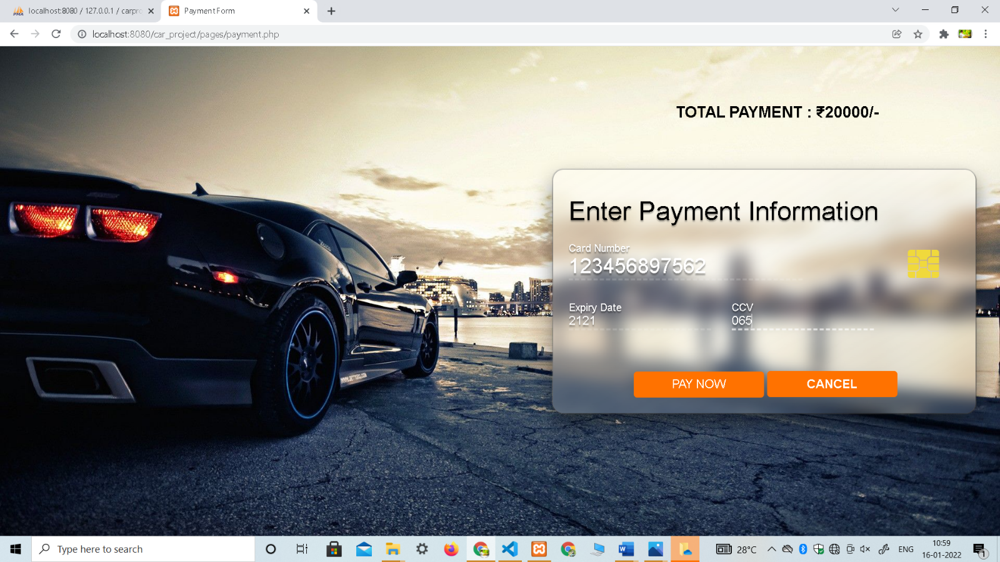 localhost:8080 / 127.0.0.1 / carpro
Payment Form
localhost:8080/car_project/pages/payment.php
TOTAL PAYMENT : ₹20000/-
Enter Payment Information
Card Number
123456897562
Expiry Date
CCV
2121
065
PAY NOW
CANCEL
Type here to search
28°C
ENG
10:59
16-01-2022
1